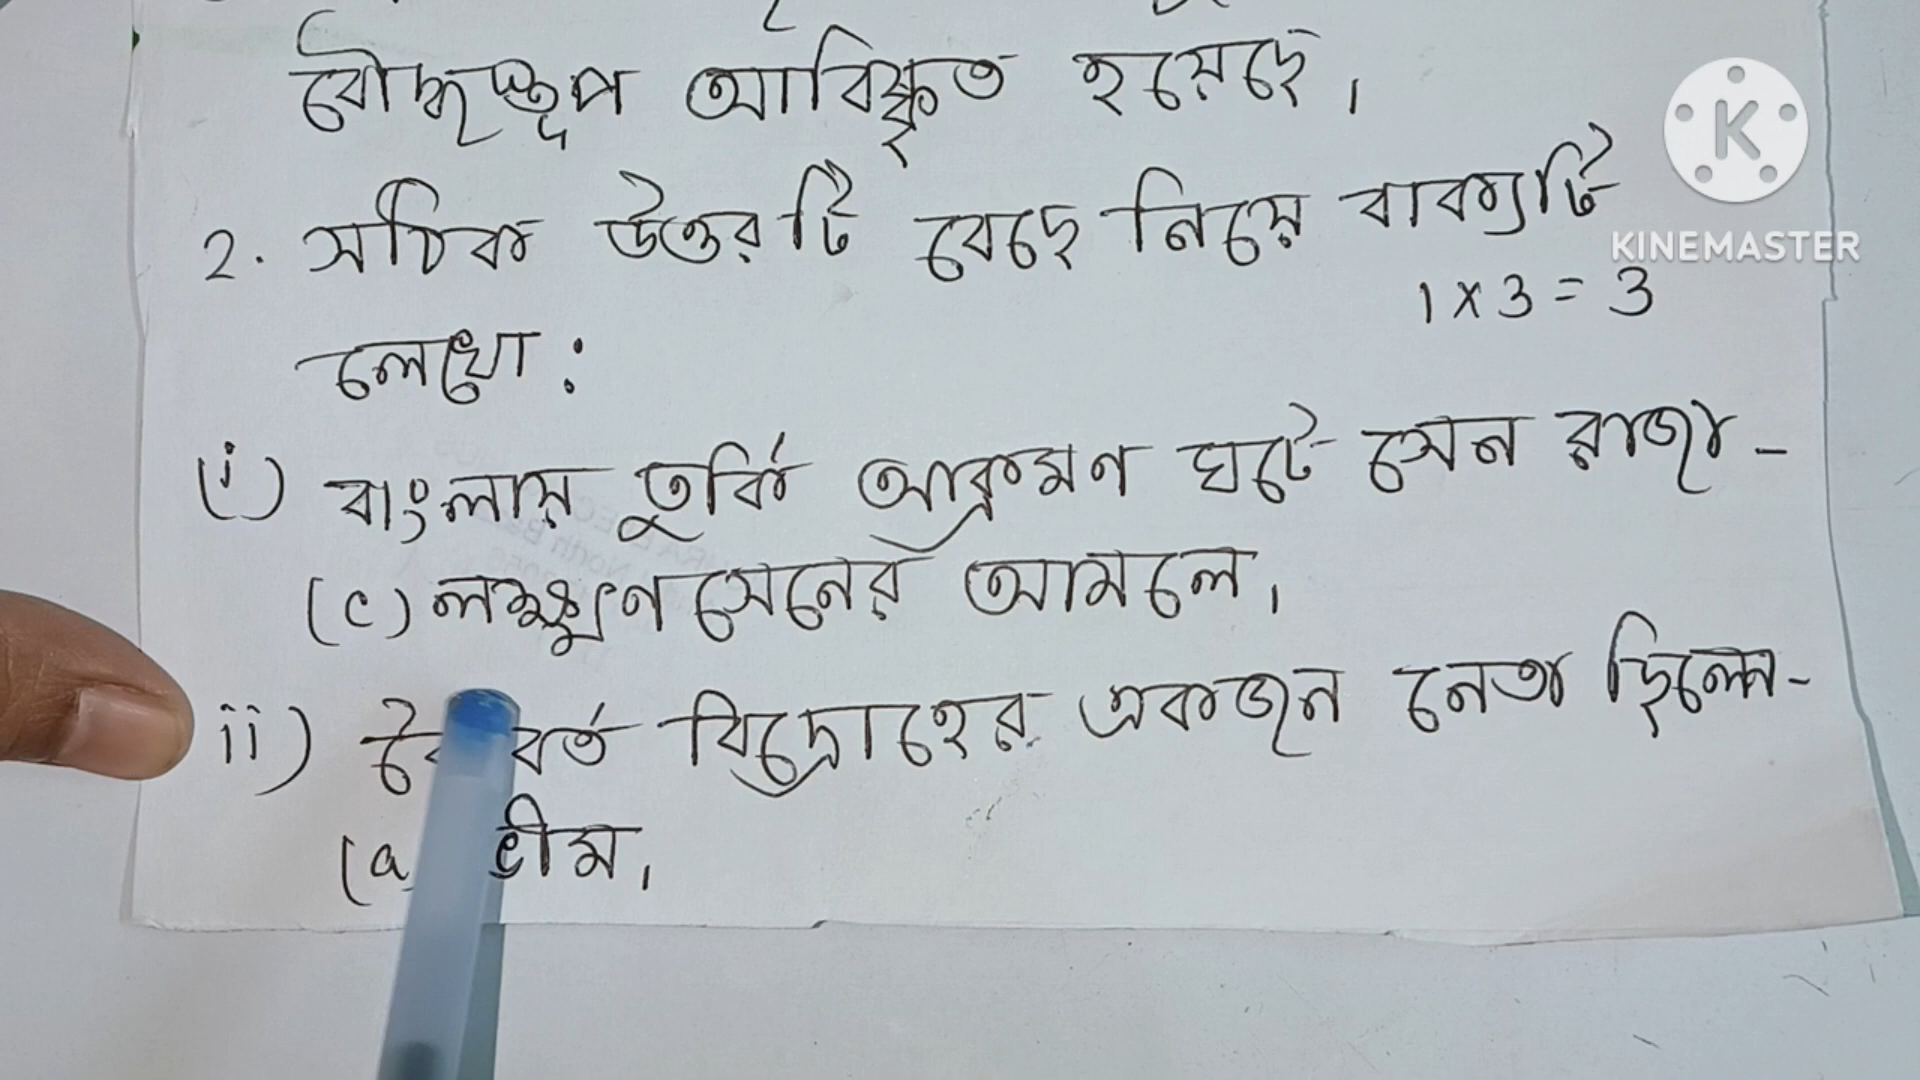 বৌদ্ধস্তূপ আবিষ্কৃত হয়েছে।
2. সঠিক উত্তরটি বেছে নিয়ে বাক্যটি
1 x 3 = 3
লেখো:
(i) বাংলায় তুর্কি আক্রমণ ঘটে সেন রাজা -
(c) লক্ষ্মণসেনের আমলে।
ii) বিদ্রোহের একজন নেতা ছিলেন -
(a) ভীম।
K
KINEMASTER